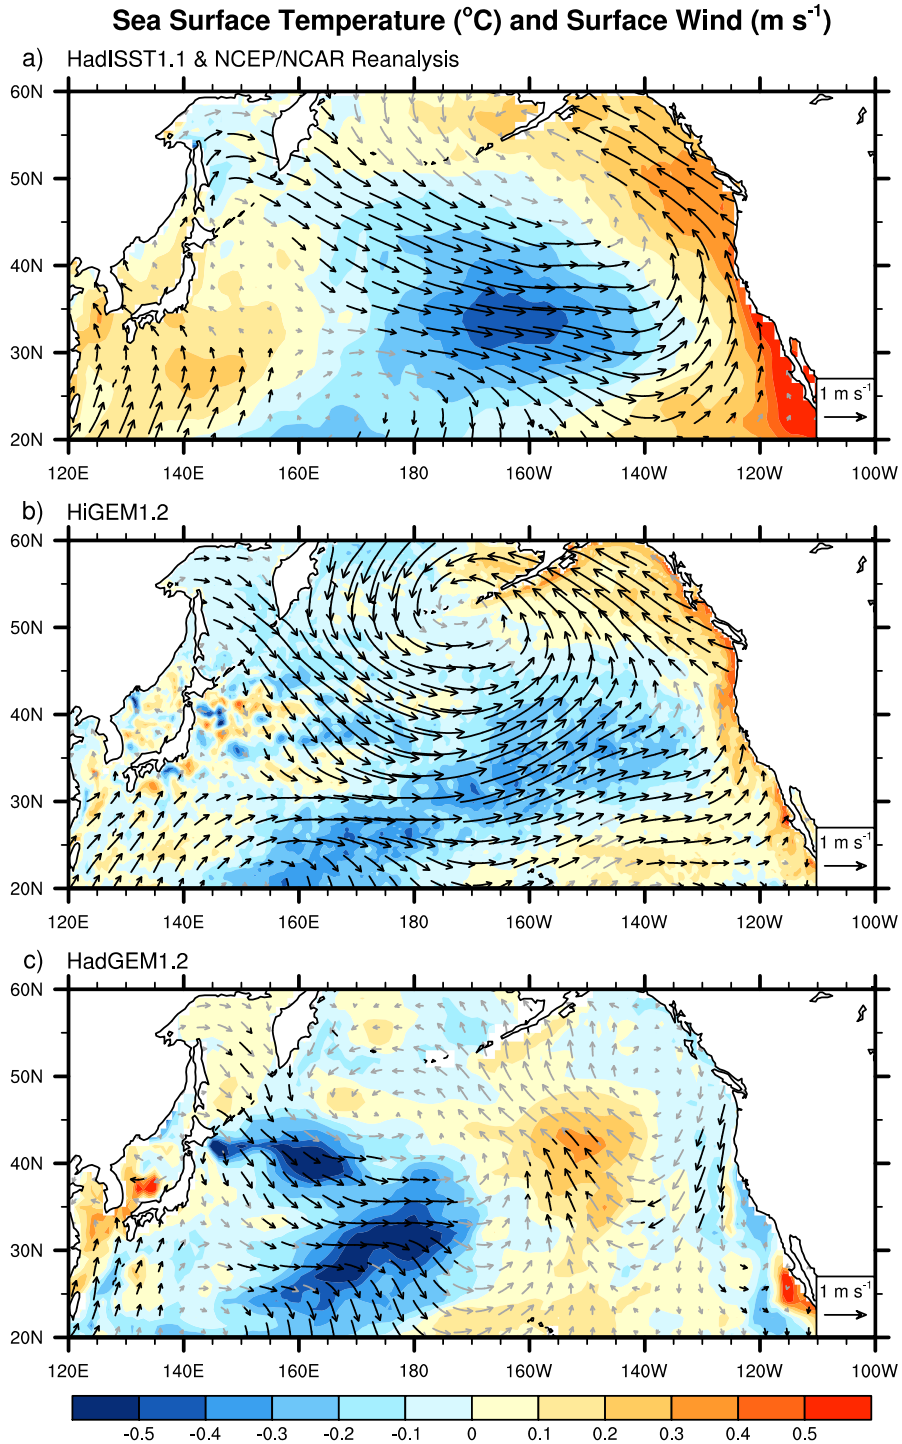 Sea Surface Temperature (°C) and Surface Wind (m s⁻¹)
a) HadISST1.1 & NCEP/NCAR Reanalysis
60N
50N
40N
30N
20N
1 m s⁻¹
120E 140E 160E 180 160W 140W 120W 100W
b) HiGEM1.2
60N
50N
40N
30N
20N
1 m s⁻¹
120E 140E 160E 180 160W 140W 120W 100W
c) HadGEM1.2
60N
50N
40N
30N
20N
1 m s⁻¹
120E 140E 160E 180 160W 140W 120W 100W
-0.5 -0.4 -0.3 -0.2 -0.1 0 0.1 0.2 0.3 0.4 0.5